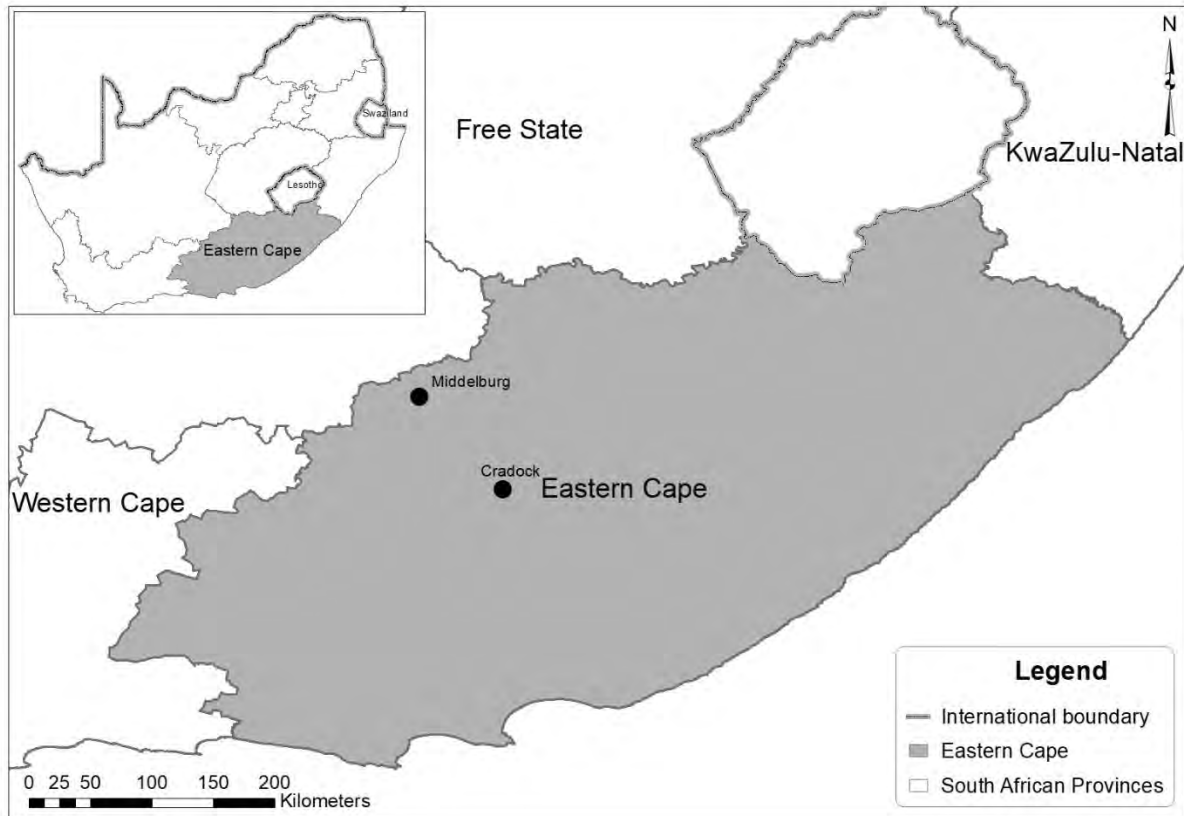 Swaziland
Lesotho
Eastern Cape
Free State
N
KwaZulu-Natal
Middelburg
Cradock
Eastern Cape
Western Cape
Legend
International boundary
Eastern Cape
South African Provinces
0 25 50 100 150 200
Kilometers